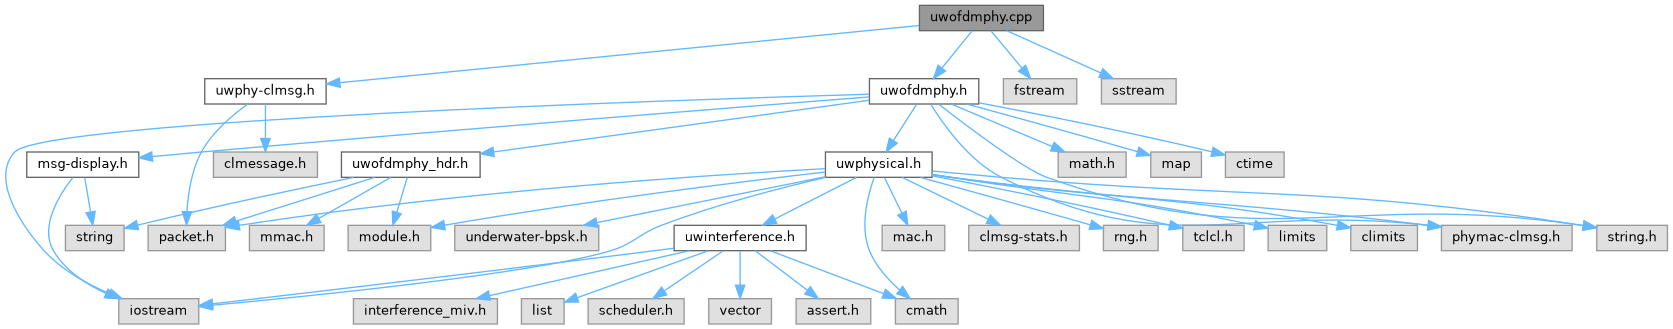 uwofdmphy.cpp
uwphy-clmsg.h
uwofdmphy.h
fstream
sstream
msg-display.h
clmessage.h
uwofdmphy_hdr.h
uwphysical.h
math.h
map
ctime
string
packet.h
mmac.h
module.h
underwater-bpsk.h
uwinterference.h
mac.h
clmsg-stats.h
rng.h
tclcl.h
limits
climits
phymac-clmsg.h
string.h
iostream
interference_miv.h
list
scheduler.h
vector
assert.h
cmath